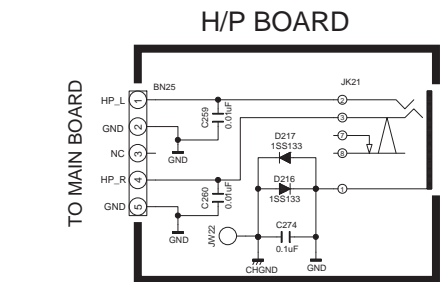 H/P BOARD
TO MAIN BOARD
BN25
HP_L 1
GND 2
NC 3
HP_R 4
GND 5
C259
0.01uF
GND
C260
0.01uF
GND
JW22
D217
1SS133
D216
1SS133
C274
0.1uF
CHGND
GND
JK21
2
3
7
8
1